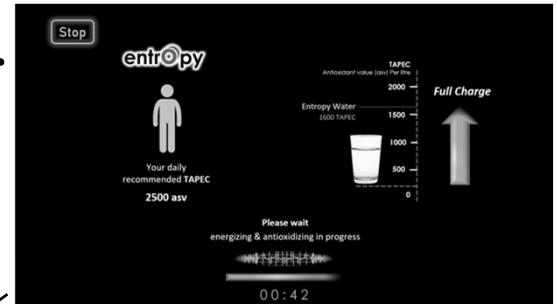 Stop
entropy
Your daily
recommended TAPEC
2500 asv
TAPEC
Antioxidant value (asv) Per litre
2000
Entropy Water
1600 TAPEC
1500
1000
500
0
Full Charge
Please wait
energizing & antioxidizing in progress
00:42